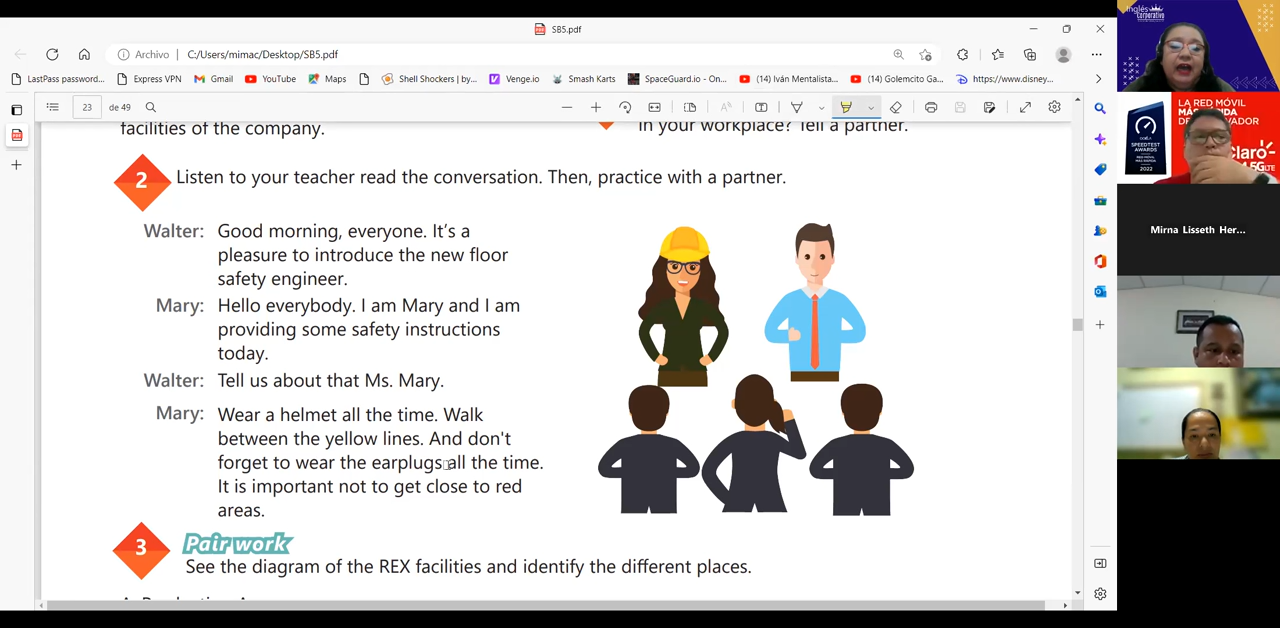 SB5.pdf
Archivo
C:/Users/mimac/Desktop/SB5.pdf
LastPass password...
Express VPN
Gmail
YouTube
Maps
Shell Shockers | by...
Venge.io
Smash Karts
SpaceGuard.io - On...
(14) Iván Mentalista...
(14) Golemcito Ga...
https://www.disney...
23
de 49
facilities of the company.
in your workplace? Tell a partner.
2
Listen to your teacher read the conversation. Then, practice with a partner.
Walter: Good morning, everyone. It's a
pleasure to introduce the new floor
safety engineer.
Mary: Hello everybody. I am Mary and I am
providing some safety instructions
today.
Walter: Tell us about that Ms. Mary.
Mary: Wear a helmet all the time. Walk
between the yellow lines. And don't
forget to wear the earplugs all the time.
It is important not to get close to red
areas.
3
Pair work
See the diagram of the REX facilities and identify the different places.
Inglés
Corporativo
LA RED MÓVIL
SPEEDTEST
AWARDS
2022
Claro
Mirna Lisseth Her...